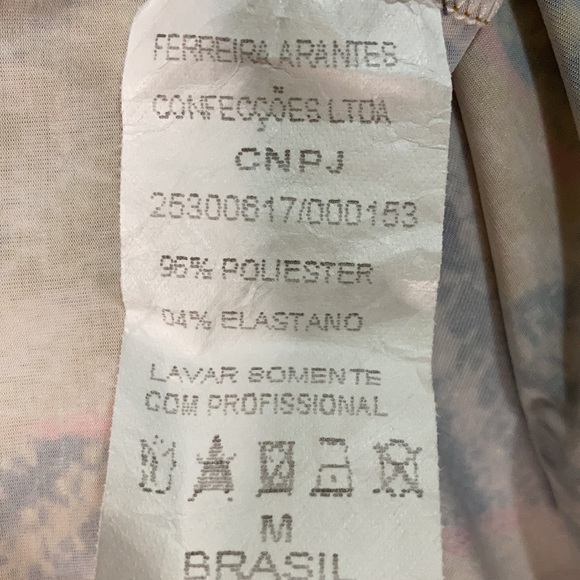 FERREIRA ARANTES
CONFECÇÕES LTDA
CNPJ
25300817/000153
96% POLIESTER
04% ELASTANO
LAVAR SOMENTE
COM PROFISSIONAL
M
BRASIL